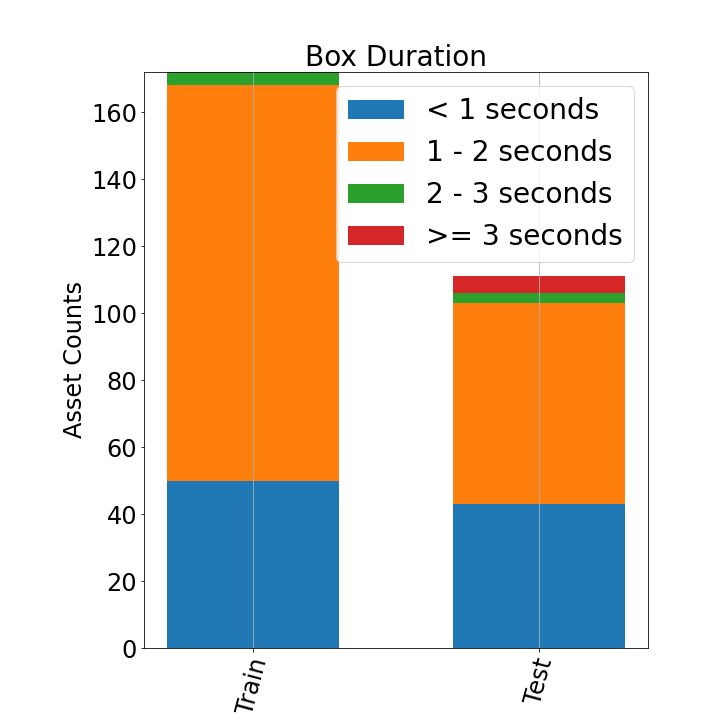 Box Duration
< 1 seconds
1 - 2 seconds
2 - 3 seconds
>= 3 seconds
Asset Counts
160
140
120
100
80
60
40
20
0
Train
Test